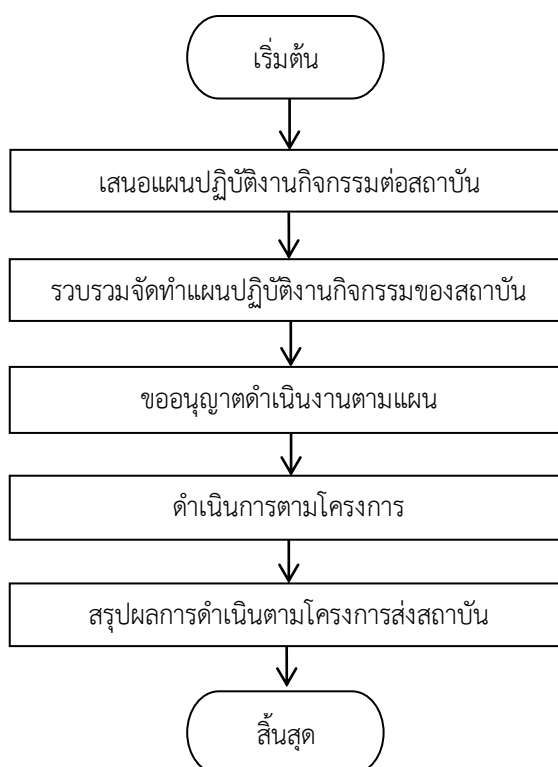 เริ่มต้น
เสนอแผนปฏิบัติงานกิจกรรมต่อสถาบัน
รวบรวมจัดทำแผนปฏิบัติงานกิจกรรมของสถาบัน
ขออนุญาตดำเนินงานตามแผน
ดำเนินการตามโครงการ
สรุปผลการดำเนินตามโครงการส่งสถาบัน
สิ้นสุด